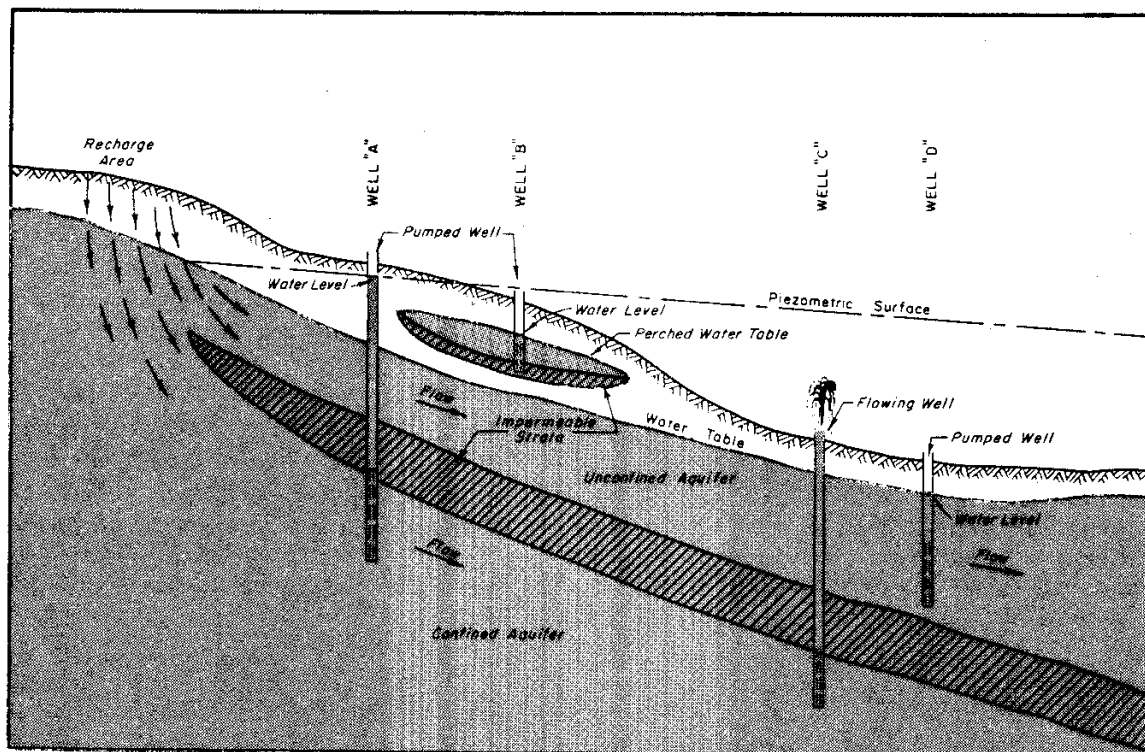 Recharge
Area
WELL "A"
WELL "B"
WELL "C"
WELL "D"
Pumped Well
Water Level
Water Level
Perched Water Table
Piezometric Surface
Flowing Well
Pumped Well
Flow
Impermeable
Strata
Water Table
Unconfined Aquifer
Water Level
Flow
Flow
Confined Aquifer